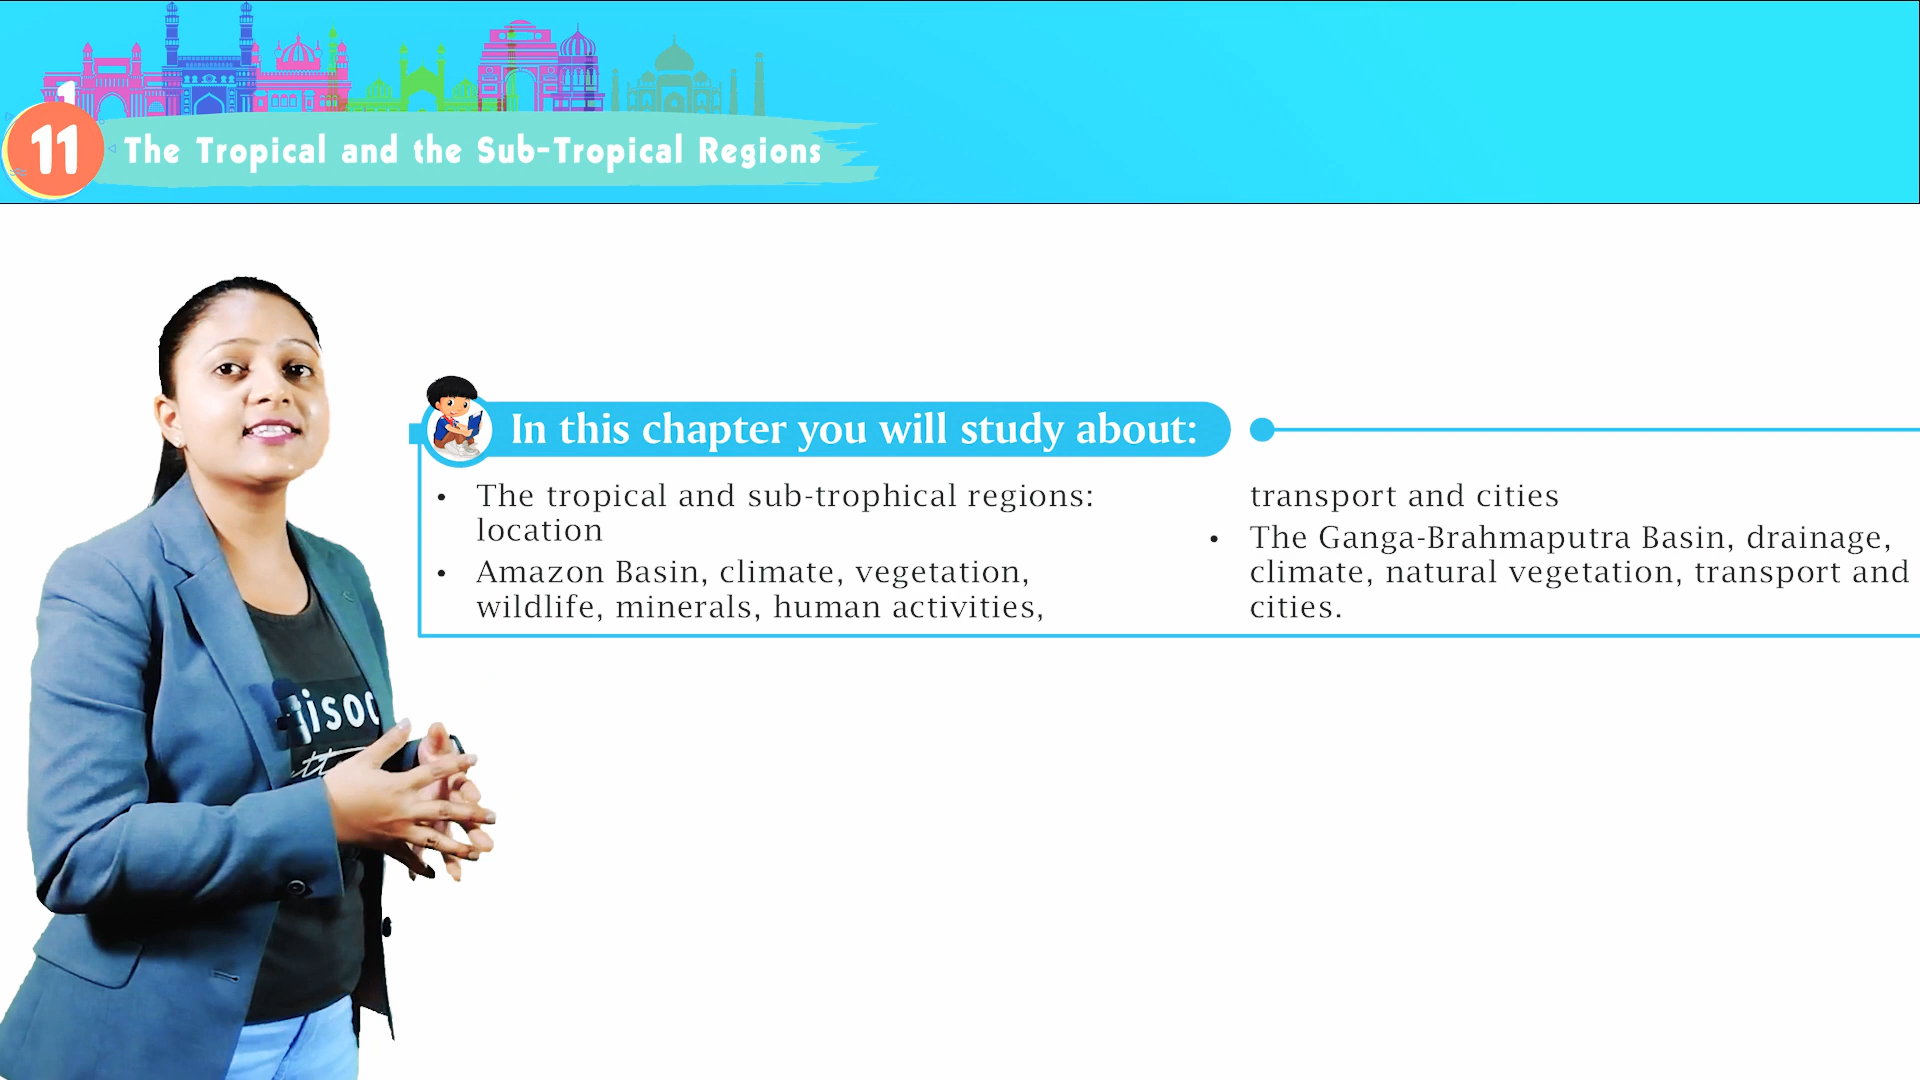 1
11
The Tropical and the Sub-Tropical Regions
In this chapter you will study about:
• The tropical and sub-trophical regions:
location
• Amazon Basin, climate, vegetation,
wildlife, minerals, human activities,
transport and cities
• The Ganga-Brahmaputra Basin, drainage,
climate, natural vegetation, transport and
cities.